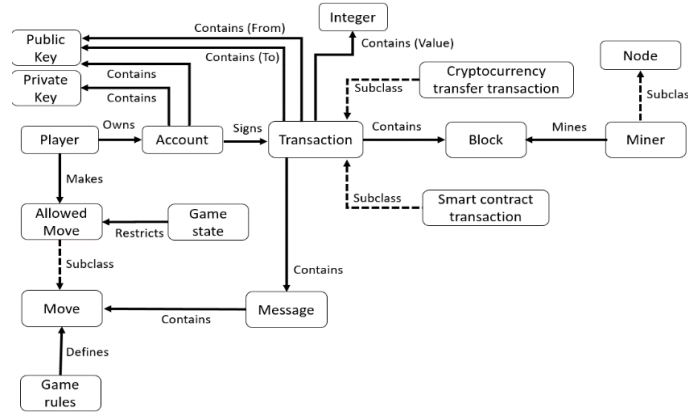 Integer
Contains (From)
Public
Key
Contains (Value)
Contains (To)
Node
Cryptocurrency
transfer transaction
Private
Key
Contains
Contains
Subclass
Subclas
Owns
Signs
Contains
Mines
Player
Account
Transaction
Block
Miner
Makes
Subclass
Smart contract
transaction
Allowed
Move
Game
state
Restricts
Subclass
Contains
Move
Message
Contains
Defines
Game
rules